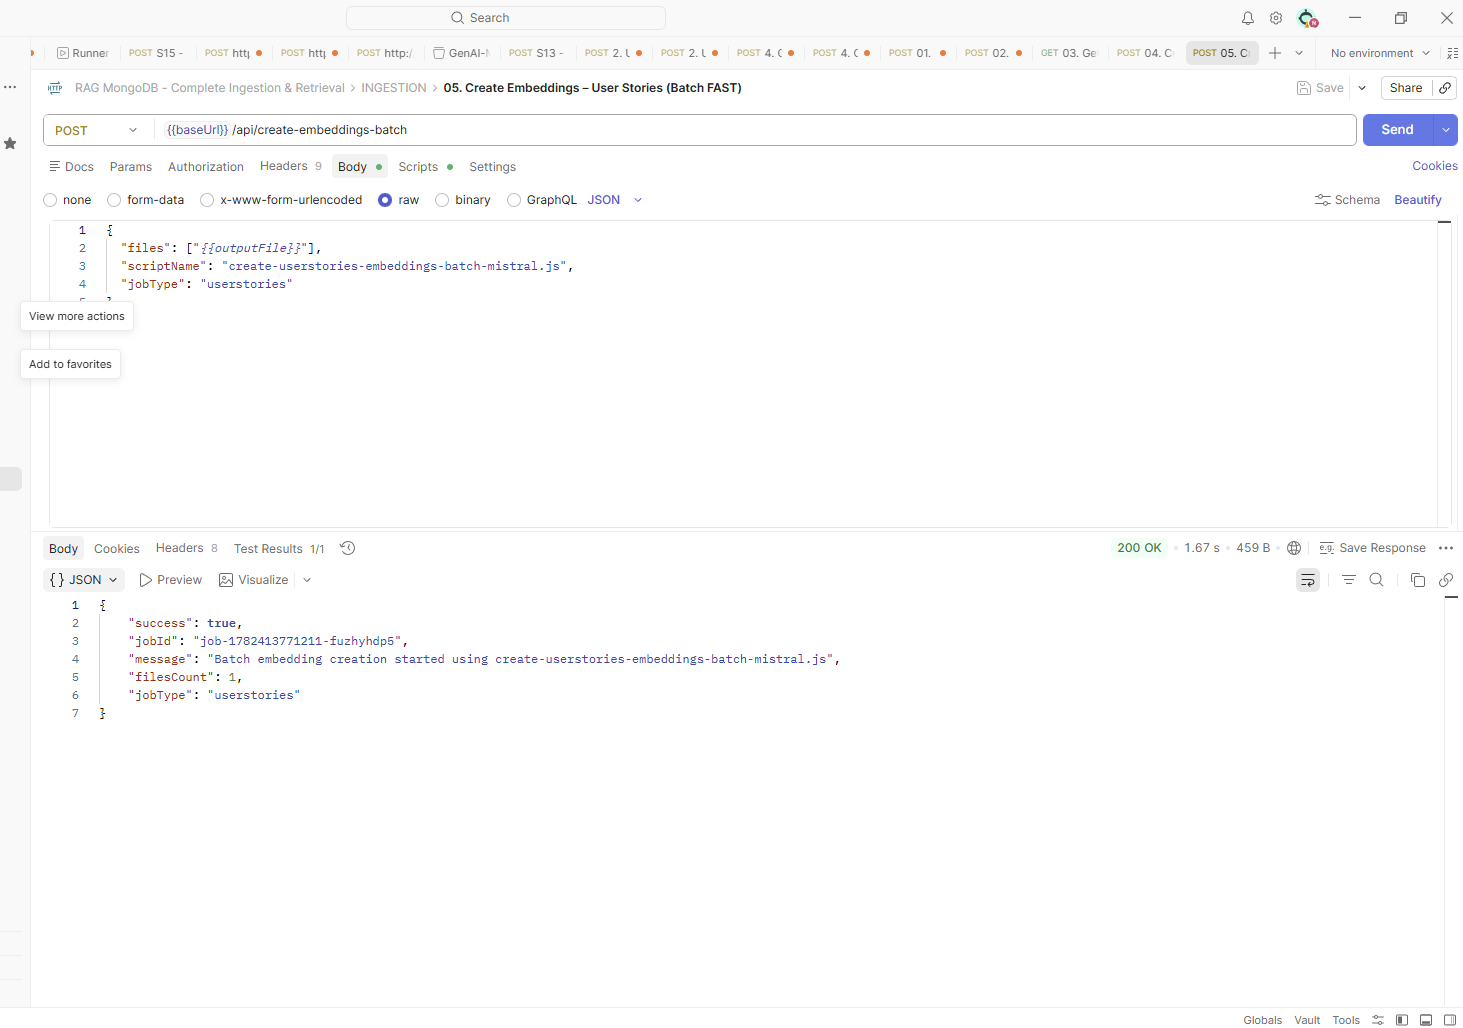 Search
Runner POST S15 - POST http POST http POST http:/ GenAI- POST S13 - POST 2. POST 2. POST 4. POST 4. POST 01. POST 02. GET 03. Ge POST 04. C POST 05. C No environment
RAG MongoDB - Complete Ingestion & Retrieval > INGESTION > 05. Create Embeddings – User Stories (Batch FAST) Save Share
POST {{baseUrl}} /api/create-embeddings-batch Send
Docs Params Authorization Headers 9 Body Scripts Settings Cookies
none form-data x-www-form-urlencoded raw binary GraphQL JSON Schema Beautify
1 {
2 "files": ["{{outputFile}}"],
3 "scriptName": "create-userstories-embeddings-batch-mistral.js",
4 "jobType": "userstories"
View more actions
Add to favorites
Body Cookies Headers 8 Test Results 1/1 200 OK 1.67 s 459 B e.g. Save Response
{} JSON Preview Visualize
1 {
2 "success": true,
3 "jobId": "job-1782413771211-fuzhyhdp5",
4 "message": "Batch embedding creation started using create-userstories-embeddings-batch-mistral.js",
5 "filesCount": 1,
6 "jobType": "userstories"
7 }
Globals Vault Tools